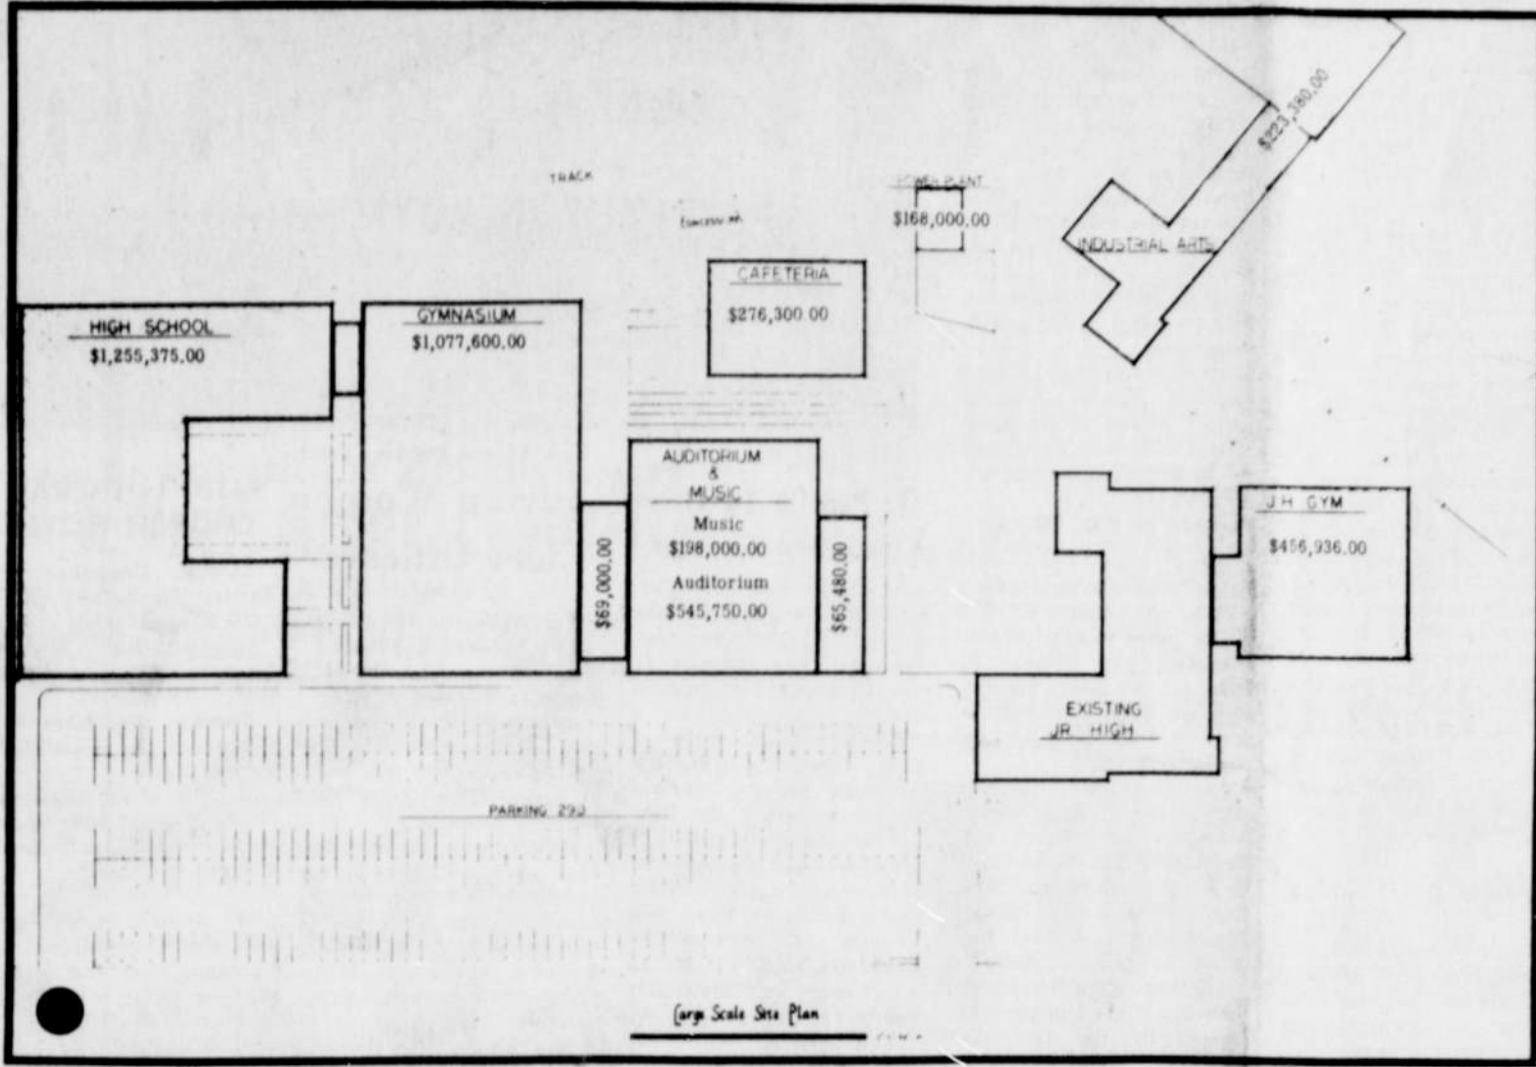 $223,380.00
TRACK
POWER PLANT
$168,000.00
INDUSTRIAL ARTS
CAFETERIA
$276,300.00
HIGH SCHOOL
$1,255,375.00
GYMNASIUM
$1,077,600.00
AUDITORIUM
&
MUSIC
Music
$198,000.00
Auditorium
$545,750.00
$69,000.00
$65,480.00
J.H. GYM
$456,936.00
EXISTING
JR. HIGH
PARKING 293
Large Scale Site Plan